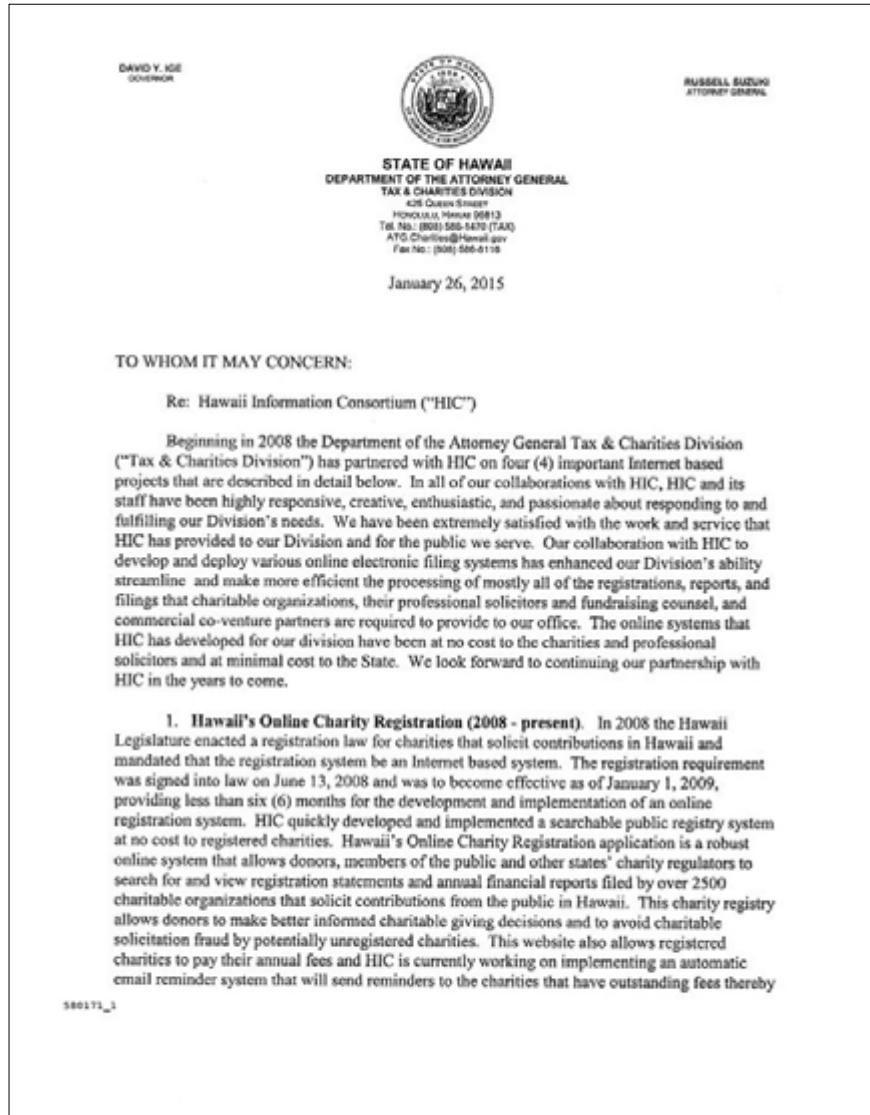 DAVID Y. IGE
GOVERNOR
RUSSELL SUZUKI
ATTORNEY GENERAL
STATE OF HAWAII
DEPARTMENT OF THE ATTORNEY GENERAL
TAX & CHARITIES DIVISION
425 QUEEN STREET
HONOLULU, HAWAII 96813
Tel. No.: (808) 586-1470 (TAX)
ATG.Charities@Hawaii.gov
Fax No.: (808) 586-8116
January 26, 2015
TO WHOM IT MAY CONCERN:
Re: Hawaii Information Consortium ("HIC")
Beginning in 2008 the Department of the Attorney General Tax & Charities Division
("Tax & Charities Division") has partnered with HIC on four (4) important Internet based
projects that are described in detail below. In all of our collaborations with HIC, HIC and its
staff have been highly responsive, creative, enthusiastic, and passionate about responding to and
fulfilling our Division's needs. We have been extremely satisfied with the work and service that
HIC has provided to our Division and for the public we serve. Our collaboration with HIC to
develop and deploy various online electronic filing systems has enhanced our Division's ability
streamline and make more efficient the processing of mostly all of the registrations, reports, and
filings that charitable organizations, their professional solicitors and fundraising counsel, and
commercial co-venture partners are required to provide to our office. The online systems that
HIC has developed for our division have been at no cost to the charities and professional
solicitors and at minimal cost to the State. We look forward to continuing our partnership with
HIC in the years to come.
1. Hawaii's Online Charity Registration (2008 - present). In 2008 the Hawaii
Legislature enacted a registration law for charities that solicit contributions in Hawaii and
mandated that the registration system be an Internet based system. The registration requirement
was signed into law on June 13, 2008 and was to become effective as of January 1, 2009,
providing less than six (6) months for the development and implementation of an online
registration system. HIC quickly developed and implemented a searchable public registry system
at no cost to registered charities. Hawaii's Online Charity Registration application is a robust
online system that allows donors, members of the public and other states' charity regulators to
search for and view registration statements and annual financial reports filed by over 2500
charitable organizations that solicit contributions from the public in Hawaii. This charity registry
allows donors to make better informed charitable giving decisions and to avoid charitable
solicitation fraud by potentially unregistered charities. This website also allows registered
charities to pay their annual fees and HIC is currently working on implementing an automatic
email reminder system that will send reminders to the charities that have outstanding fees thereby
580171_1